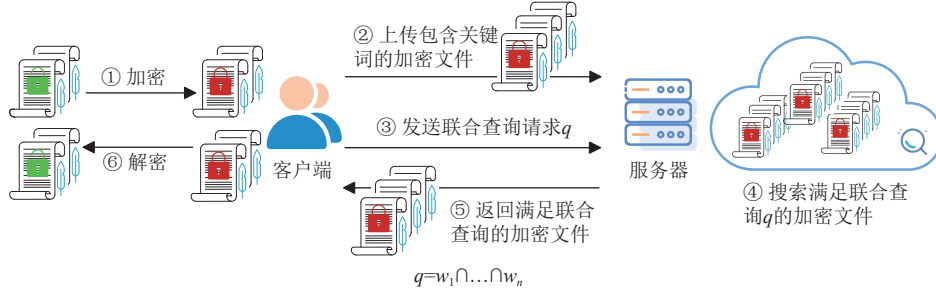 ① 加密
② 上传包含关键
词的加密文件
③ 发送联合查询请求q
⑥ 解密
客户端
服务器
④ 搜索满足联合查
询q的加密文件
⑤ 返回满足联合
查询的加密文件
q=w₁∩…∩wₙ